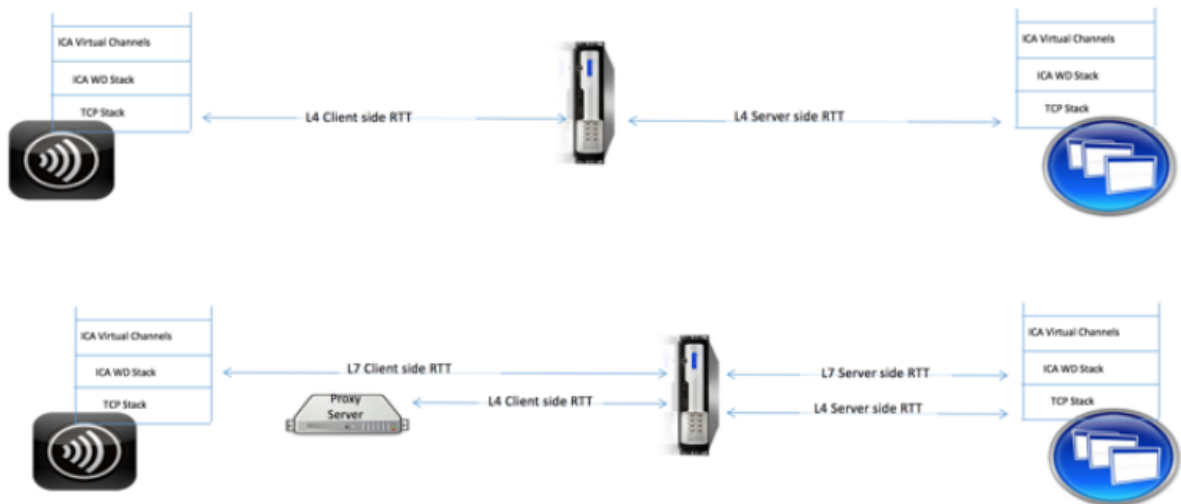 ICA Virtual Channels
ICA WD Stack
TCP Stack
L4 Client side RTT
L4 Server side RTT
ICA Virtual Channels
ICA WD Stack
TCP Stack
ICA Virtual Channels
ICA WD Stack
TCP Stack
L7 Client side RTT
Proxy
Server
L4 Client side RTT
L7 Server side RTT
L4 Server side RTT
ICA Virtual Channels
ICA WD Stack
TCP Stack